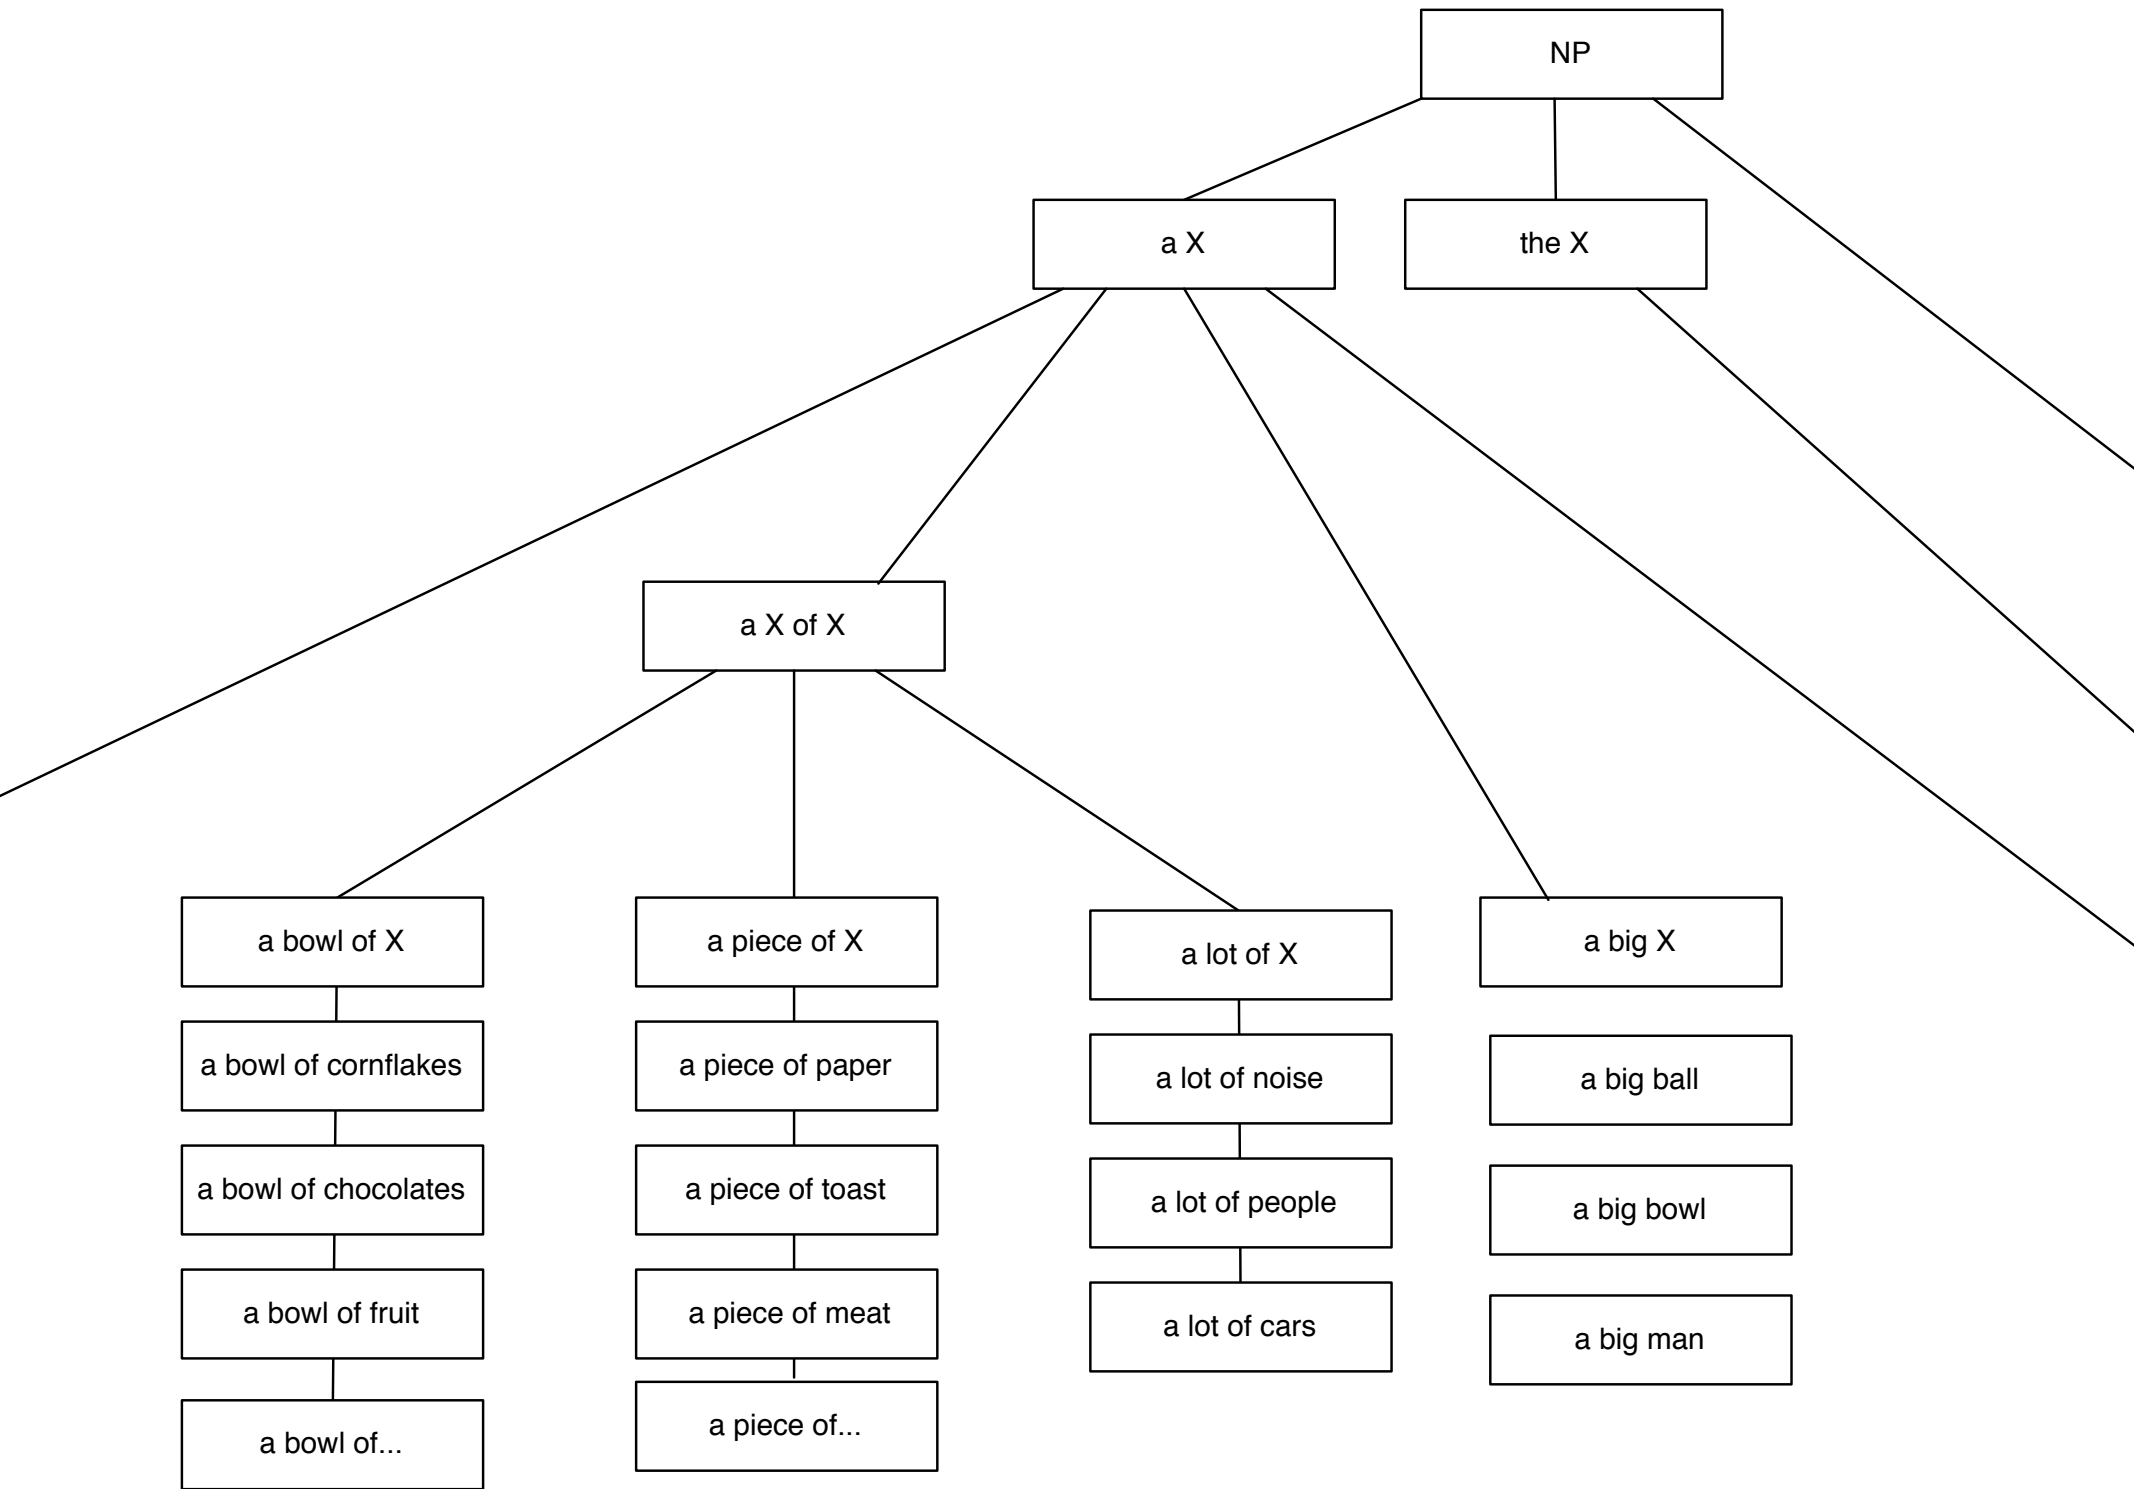 NP
a X
the X
a X of X
a bowl of X
a piece of X
a lot of X
a big X
a bowl of cornflakes
a piece of paper
a lot of noise
a big ball
a bowl of chocolates
a piece of toast
a lot of people
a big bowl
a bowl of fruit
a piece of meat
a lot of cars
a big man
a bowl of...
a piece of...